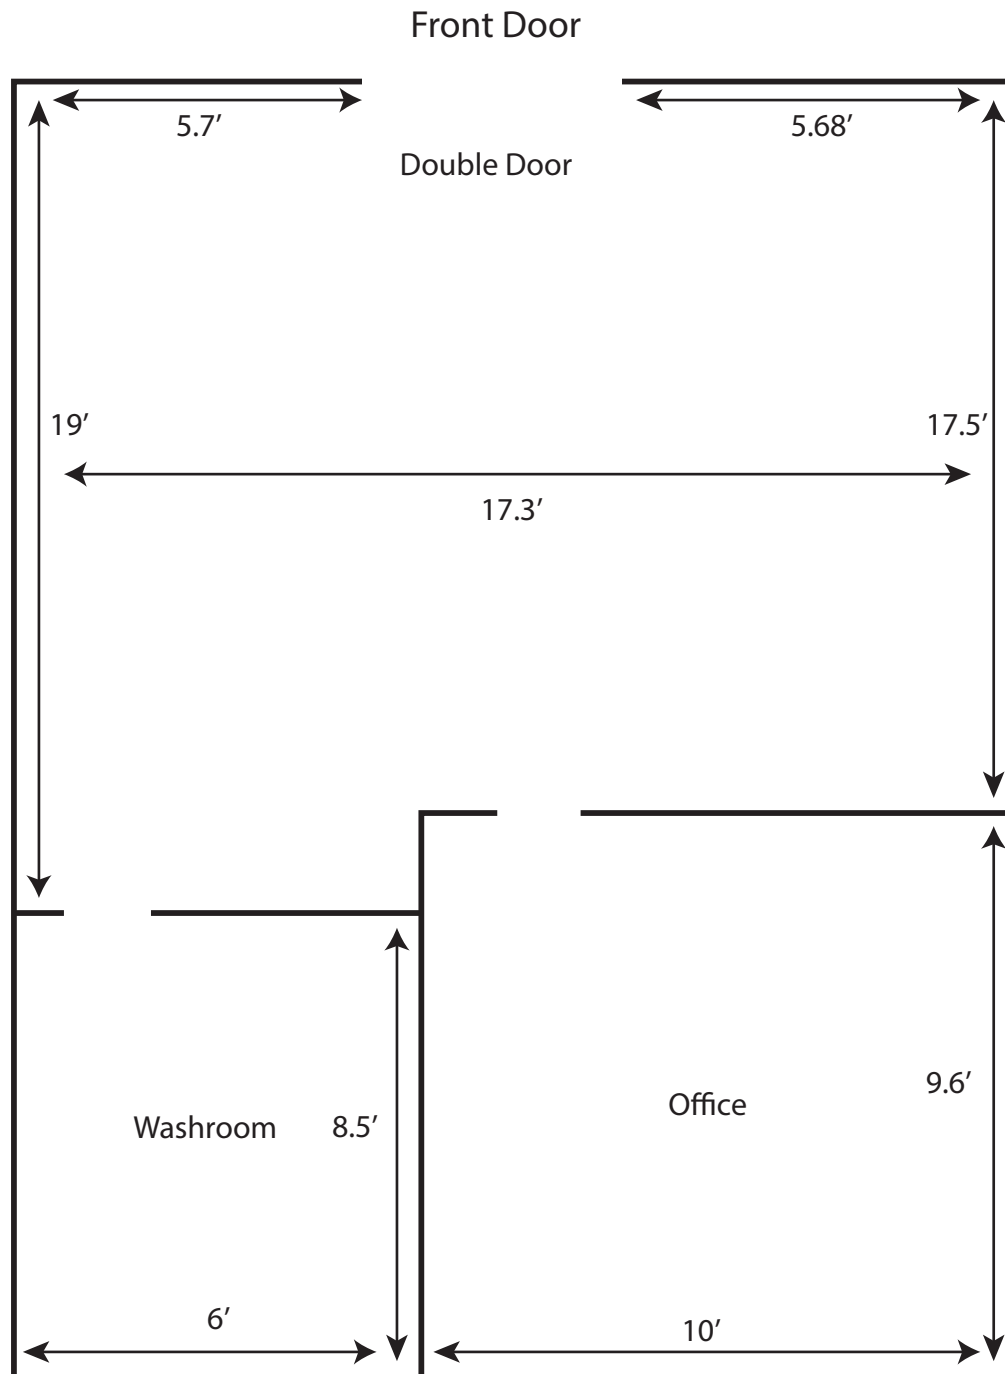 Front Door
5.7’
5.68’
Double Door
19’
17.5’
17.3’
9.6’
Office
Washroom
8.5’
6’
10’